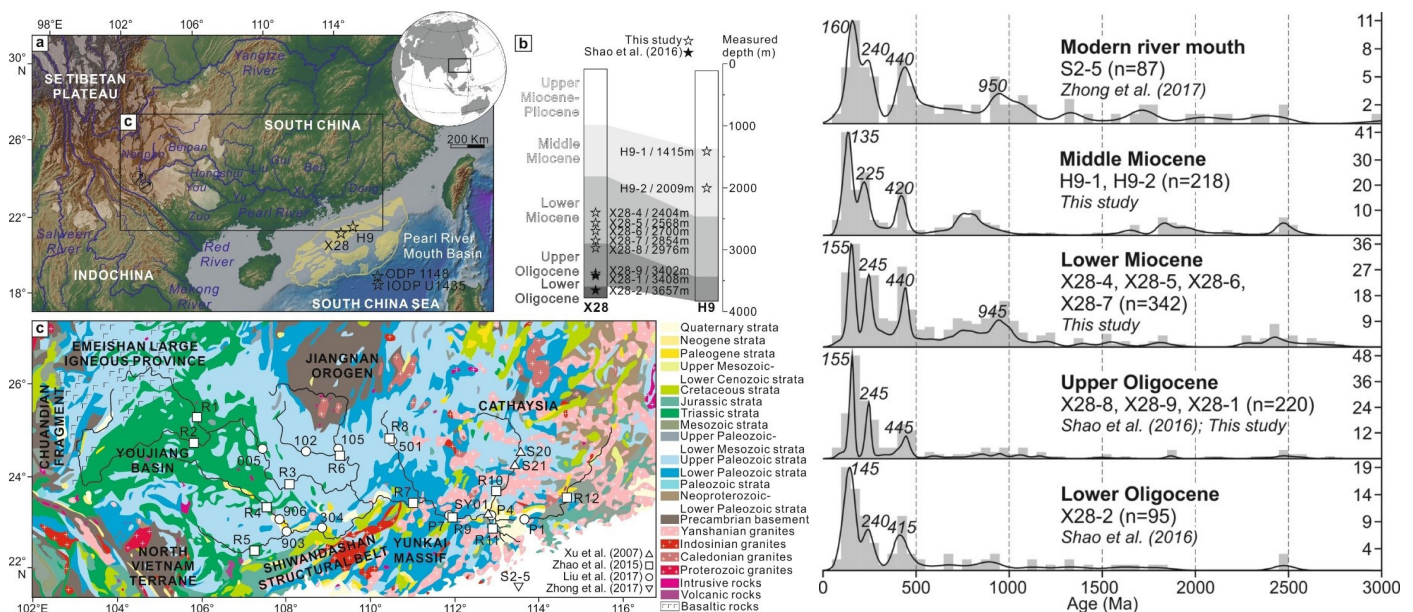 98°E 102° 106° 110° 114°
30°
N
26°
22°
18°
a
SE TIBETAN
PLATEAU
Yangtze
River
SOUTH CHINA
c
200 Km
Nanpan
Beipan
Hongshui
You
Liu
Gui
Bei
Zuo
Yu
Xi
Dong
Pearl River
Salween
River
Red
River
INDOCHINA
Mekong
River
H9
X28
Pearl River
Mouth Basin
ODP 1148
IODP U1435
SOUTH CHINA SEA
b
This study
Shao et al. (2016)
Measured
depth (m)
0
1000
2000
3000
4000
Upper
Miocene-
Pliocene
Middle
Miocene
Lower
Miocene
Upper
Oligocene
Lower
Oligocene
H9-1 / 1415m
H9-2 / 2009m
X28-4 / 2404m
X28-5 / 2568m
X28-6 / 2700m
X28-7 / 2854m
X28-8 / 2976m
X28-9 / 3402m
X28-1 / 3408m
X28-2 / 3657m
X28 H9
c
EMEISHAN LARGE
IGNEOUS PROVINCE
JIANGNAN
OROGEN
CATHAYSIA
CHUANDIAN
FRAGMENT
YOUJIANG
BASIN
NORTH
VIETNAM
TERRANE
SHIWANDASHAN
STRUCTURAL BELT
YUNKAI
MASSIF
R1
R2
005
102
105
R6
R8
501
S20
S21
R3
R4
906
903
304
R5
R7
SY01
P7
R9
R10
P4
R11
P1
R12
S2-5
Xu et al. (2007)
Zhao et al. (2015)
Liu et al. (2017)
Zhong et al. (2017)
26°
24°
22°
N
102°E 104° 106° 108° 110° 112° 114° 116°
Quaternary strata
Neogene strata
Paleogene strata
Upper Mesozoic-
Lower Cenozoic strata
Cretaceous strata
Jurassic strata
Triassic strata
Mesozoic strata
Upper Paleozoic-
Lower Mesozoic strata
Upper Paleozoic strata
Lower Paleozoic strata
Paleozoic strata
Neoproterozoic-
Lower Paleozoic strata
Precambrian basement
Yanshanian granites
Indosinian granites
Caledonian granites
Proterozoic granites
Intrusive rocks
Volcanic rocks
Basaltic rocks
160
240
440
950
Modern river mouth
S2-5 (n=87)
Zhong et al. (2017)
11
8
5
2
135
225
420
Middle Miocene
H9-1, H9-2 (n=218)
This study
41
30
20
10
155
245
440
945
Lower Miocene
X28-4, X28-5, X28-6,
X28-7 (n=342)
This study
36
27
18
9
155
245
445
Upper Oligocene
X28-8, X28-9, X28-1 (n=220)
Shao et al. (2016); This study
48
36
24
12
145
240
415
Lower Oligocene
X28-2 (n=95)
Shao et al. (2016)
19
14
9
4
0 500 1000 1500 2000 2500 3000
Age (Ma)